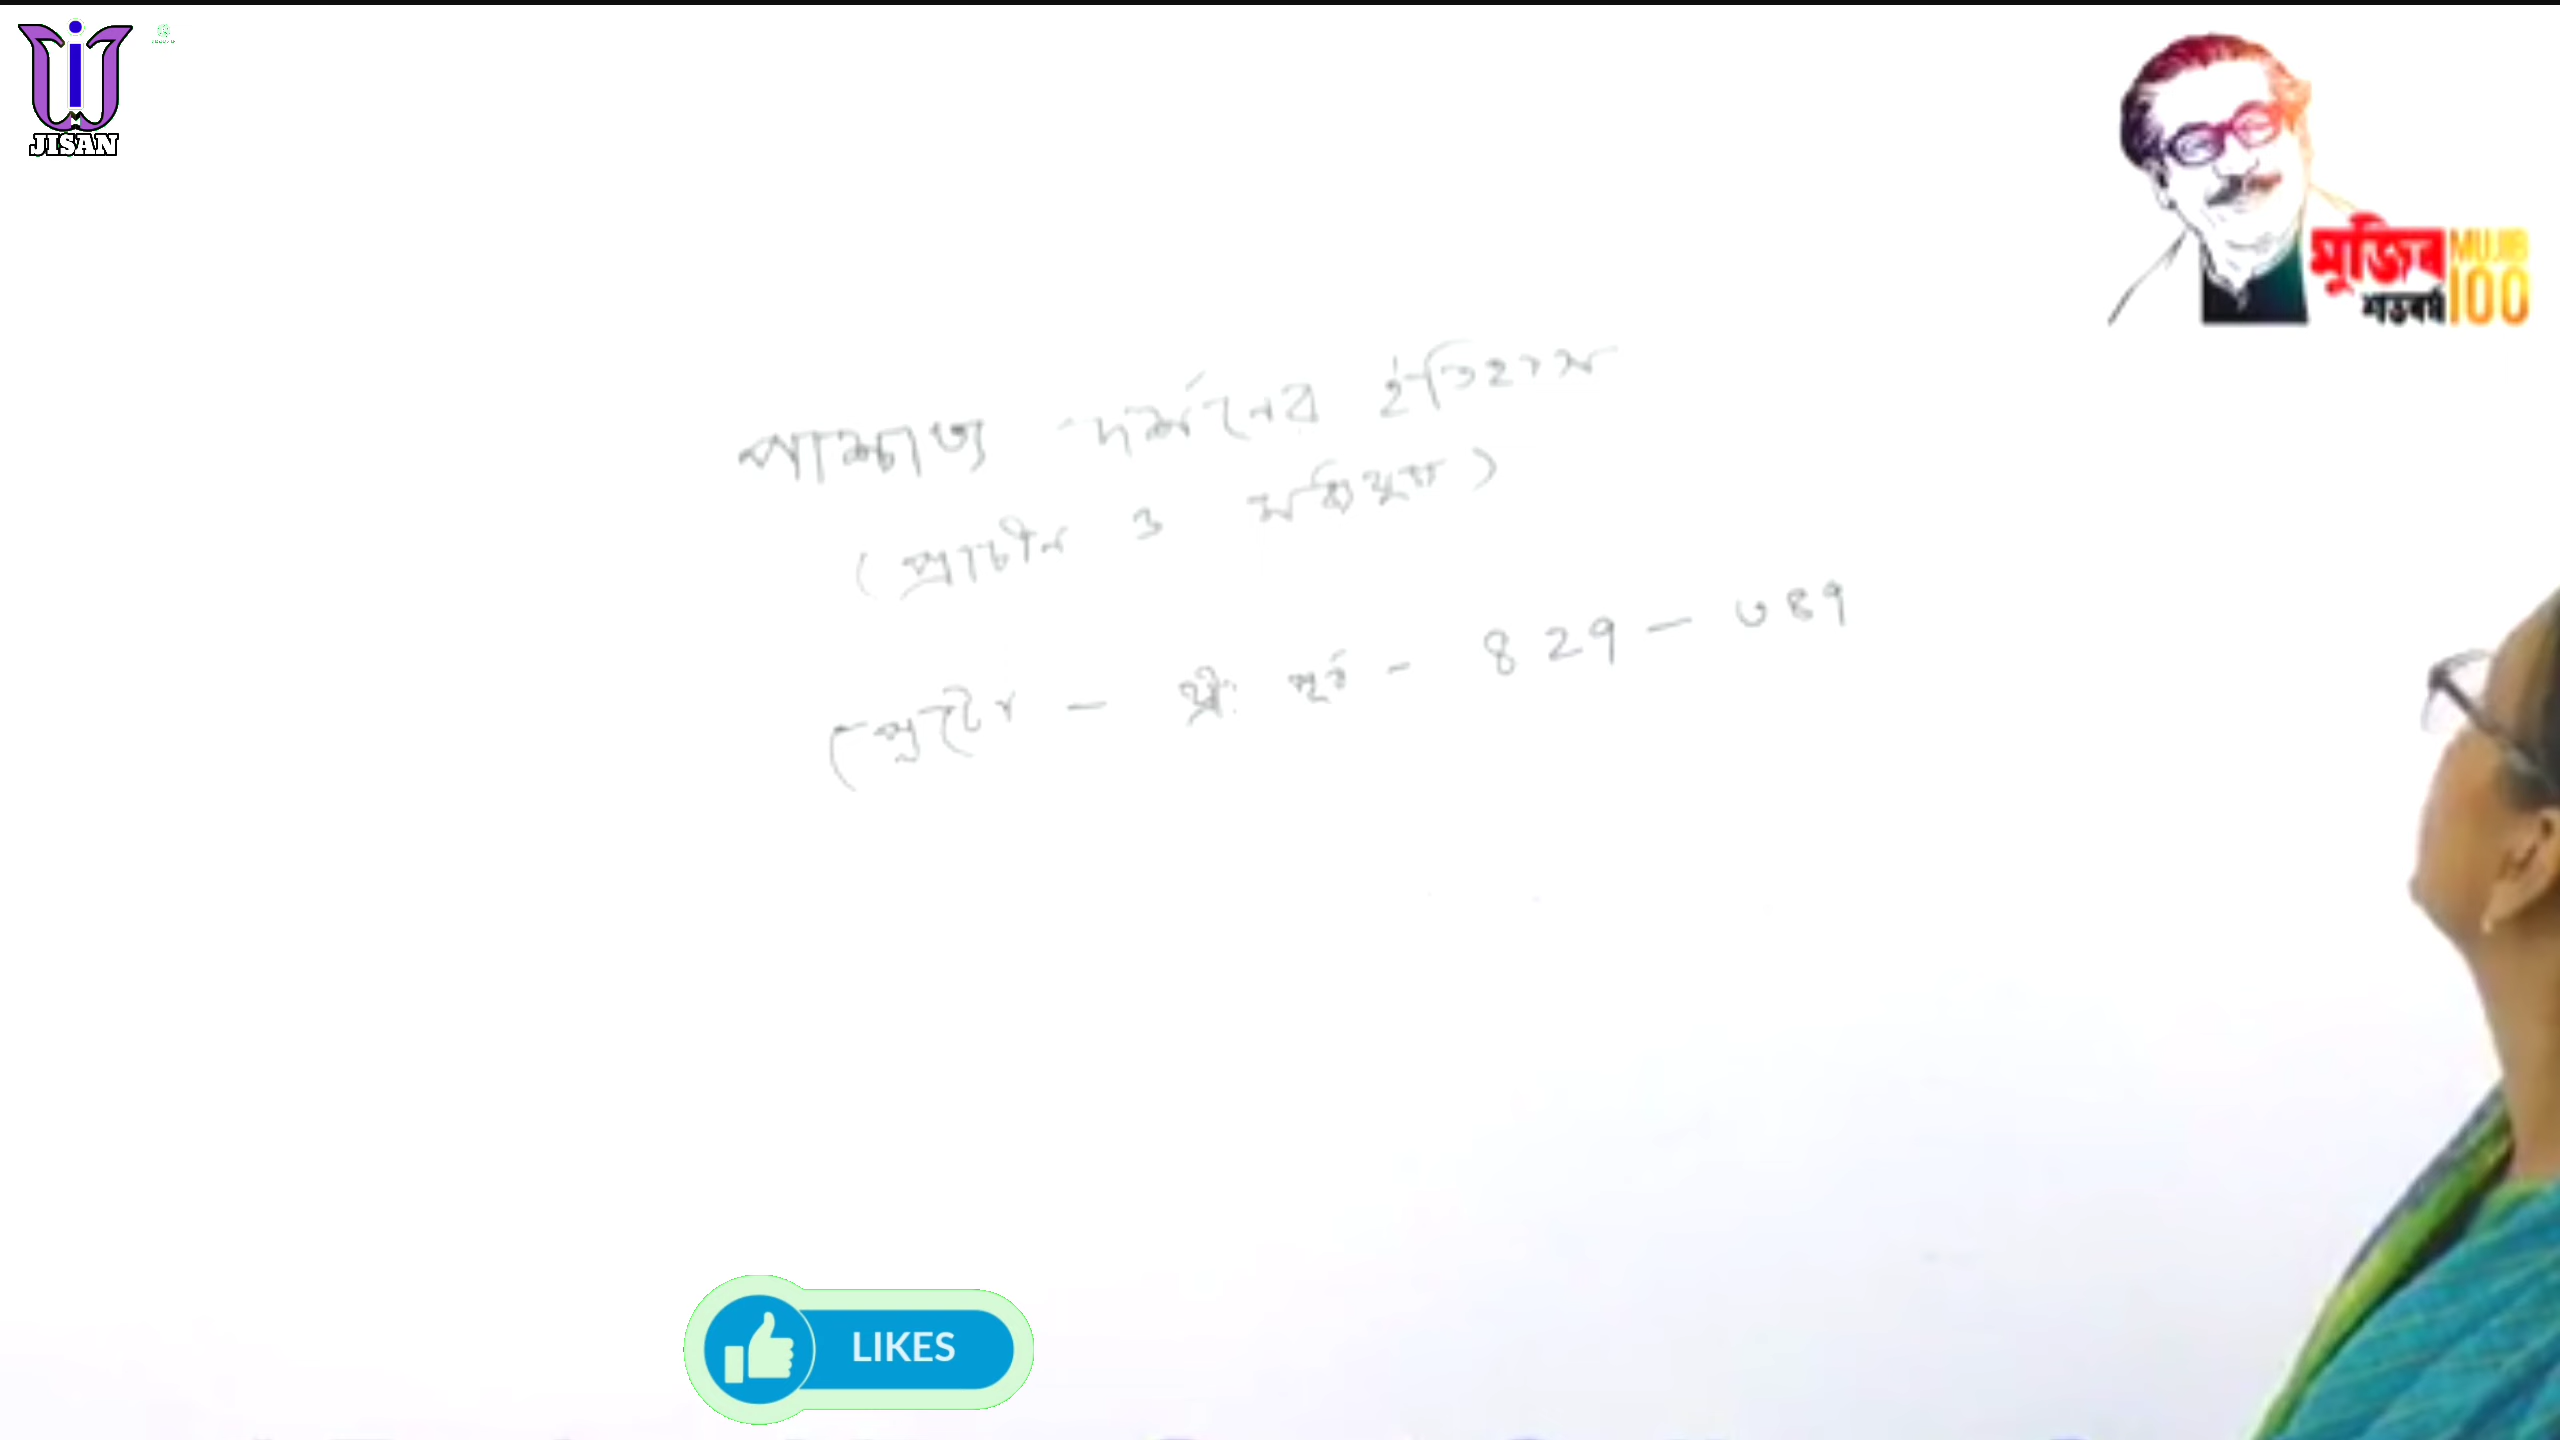 JISAN
মুজিব MUJIB
শতবর্ষ 100
পাশ্চাত্য দর্শনের ইতিহাস
(প্রাচীন ও মধ্যযুগ)
প্লেটো - খ্রীঃ পূর্ব - ৪২৭ - ৩৪৭
LIKES